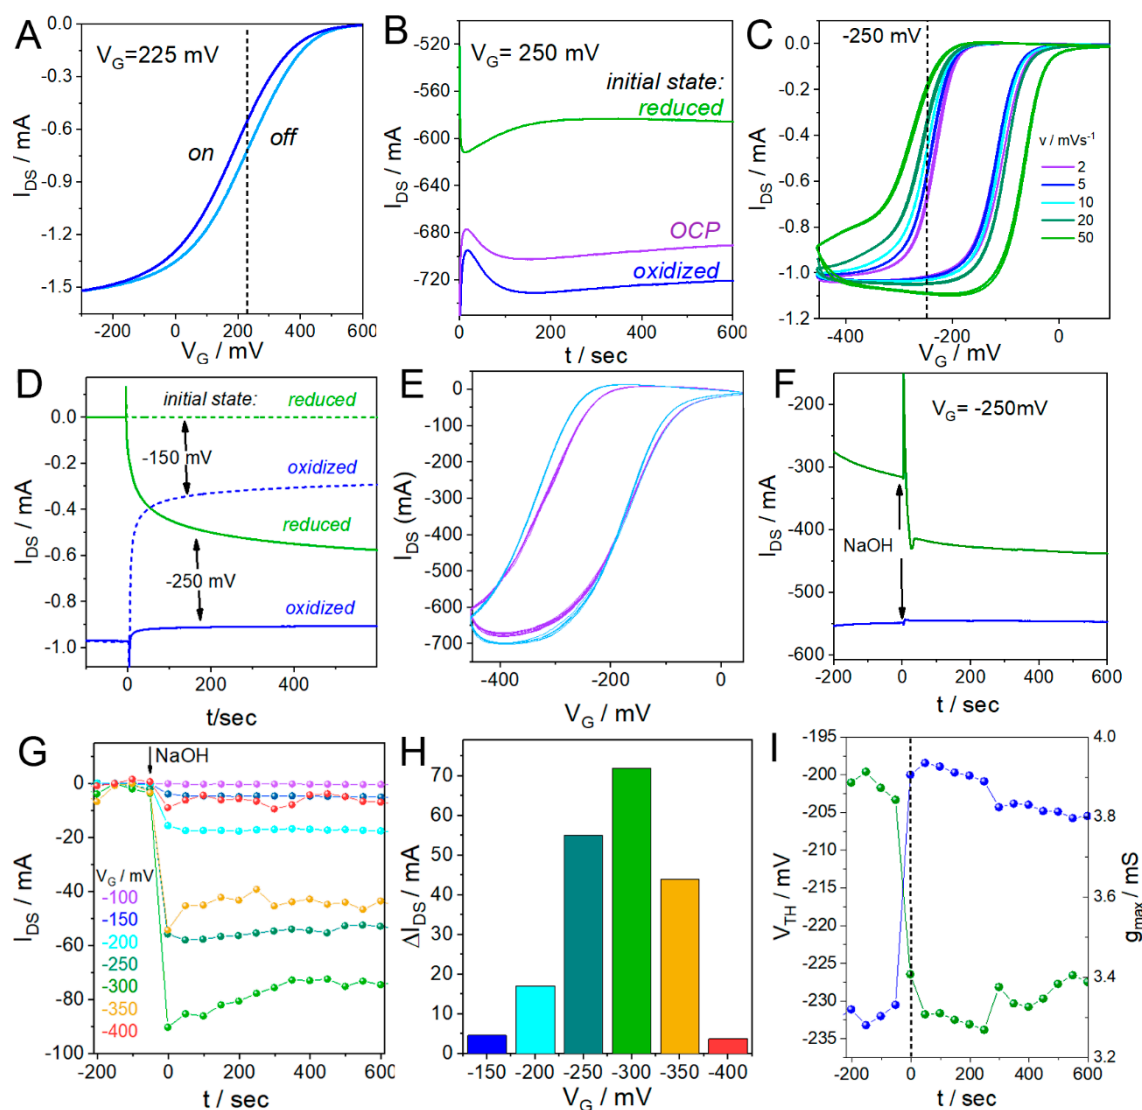 A
V_G=225 mV
on
off
0.0
-0.3
-0.6
-0.9
-1.2
-1.5
I_DS / mA
-200 0 200 400 600
V_G / mV
B
V_G= 250 mV
initial state:
reduced
OCP
oxidized
-520
-560
-600
-640
-680
-720
I_DS / mA
0 100 200 300 400 500 600
t / sec
C
-250 mV
v / mVs⁻¹
2
5
10
20
50
0.0
-0.2
-0.4
-0.6
-0.8
-1.0
-1.2
I_DS / mA
-400 -300 -200 -100 0
V_G / mV
D
initial state:
reduced
-150 mV
oxidized
reduced
-250 mV
oxidized
0.0
-0.2
-0.4
-0.6
-0.8
-1.0
I_DS / mA
0 200 400
t/sec
E
0
-100
-200
-300
-400
-500
-600
-700
I_DS (mA)
-400 -200 0
V_G / mV
F
V_G= -250mV
NaOH
-200
-300
-400
-500
-600
I_DS / mA
-200 0 200 400 600
t / sec
G
NaOH
V_G / mV
-100
-150
-200
-250
-300
-350
-400
0
-20
-40
-60
-80
-100
I_DS / mA
-200 -100 0 100 200 300 400 500 600
t / sec
H
70
60
50
40
30
20
10
0
ΔI_DS / mA
-150 -200 -250 -300 -350 -400
V_G / mV
I
-195
-200
-205
-210
-215
-220
-225
-230
-235
V_TH / mV
4.0
3.8
3.6
3.4
3.2
g_max / mS
-200 0 200 400 600
t / sec